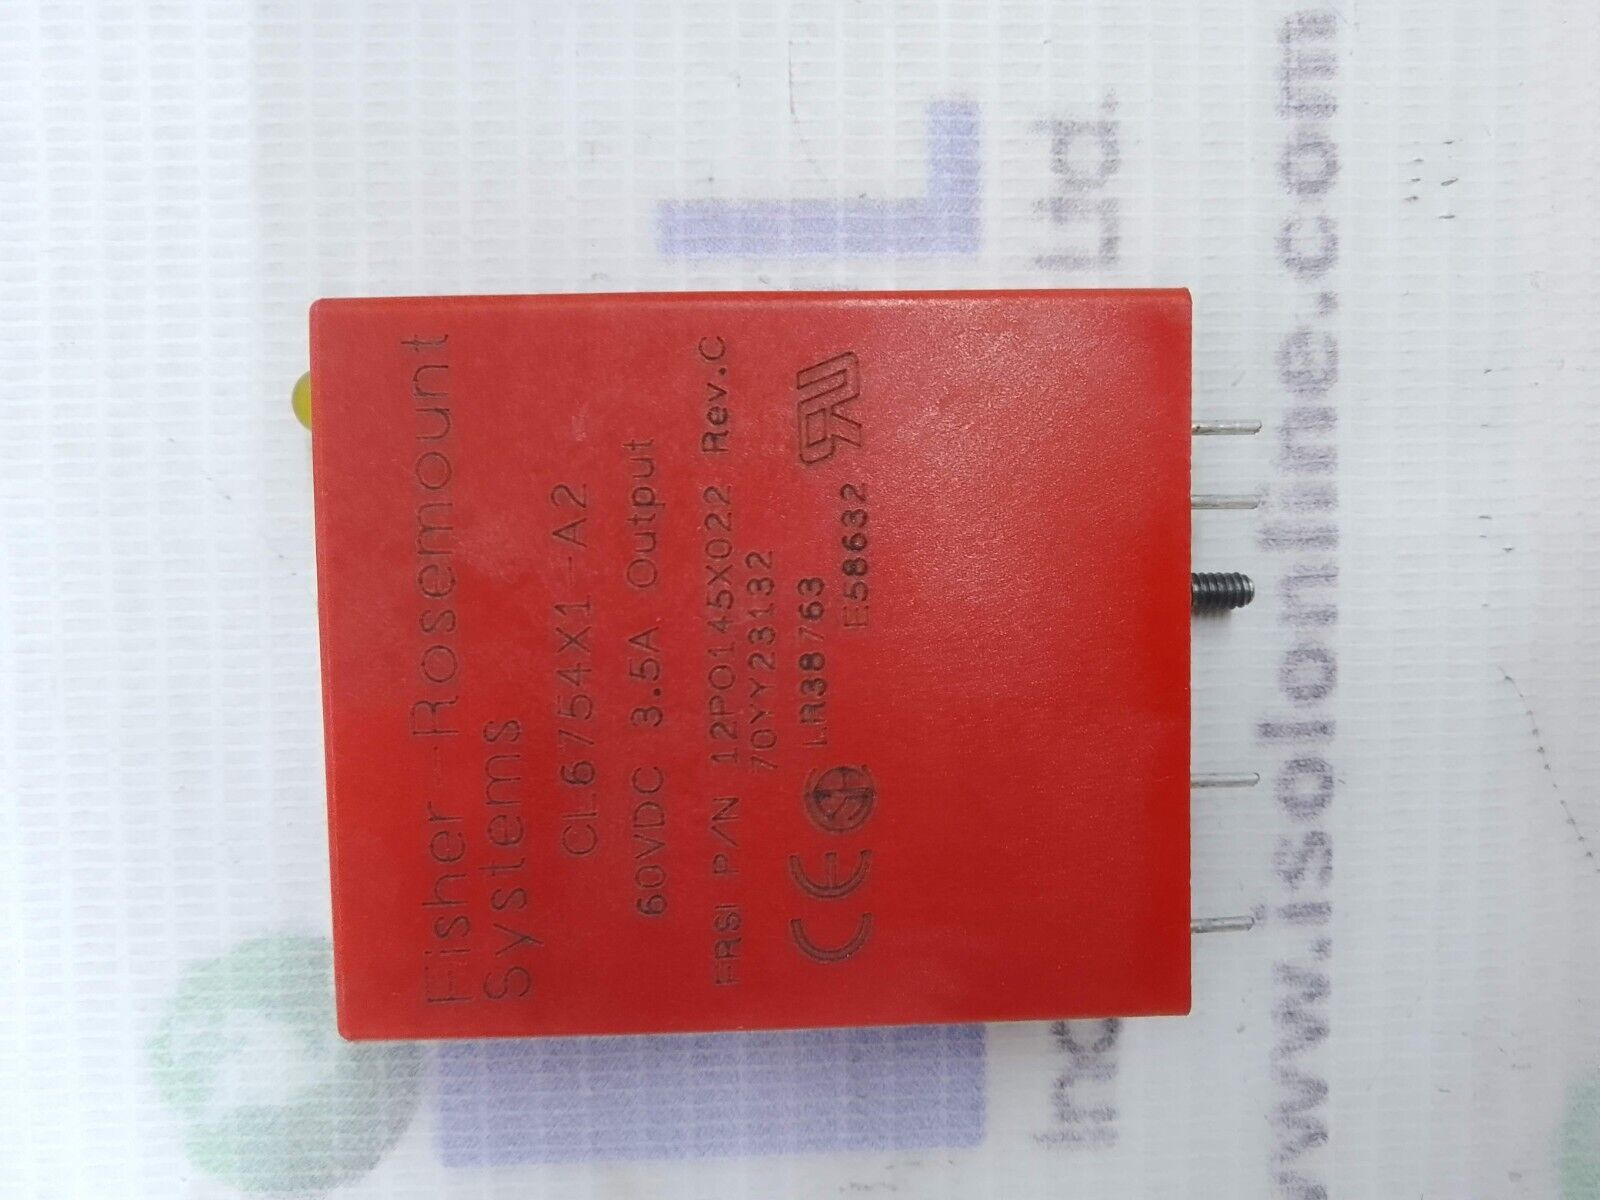 Fisher-Rosemount
Systems
CL6754X1-A2
60VDC 3.5A Output
FRSI P/N 12P0145X022 Rev.C
70YY23132
CE LR38763
E58632
Ltd.
www.isolonline.com